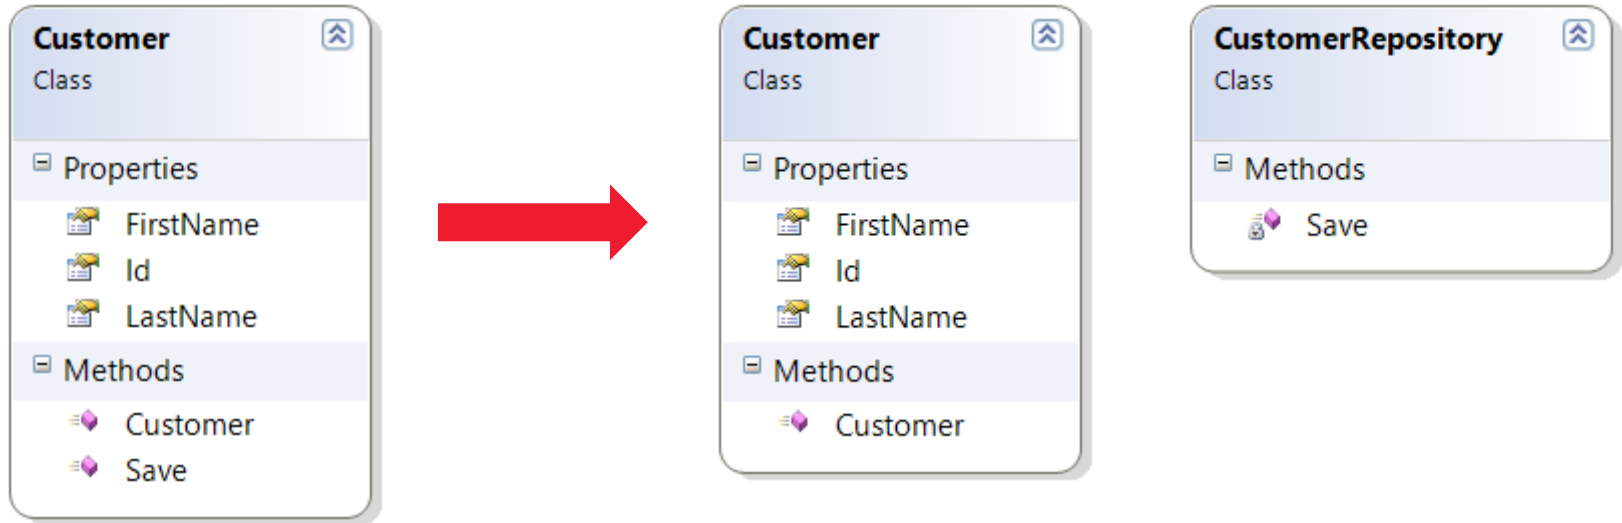 Customer
Class
Properties
FirstName
Id
LastName
Methods
Customer
Save
Customer
Class
Properties
FirstName
Id
LastName
Methods
Customer
CustomerRepository
Class
Methods
Save